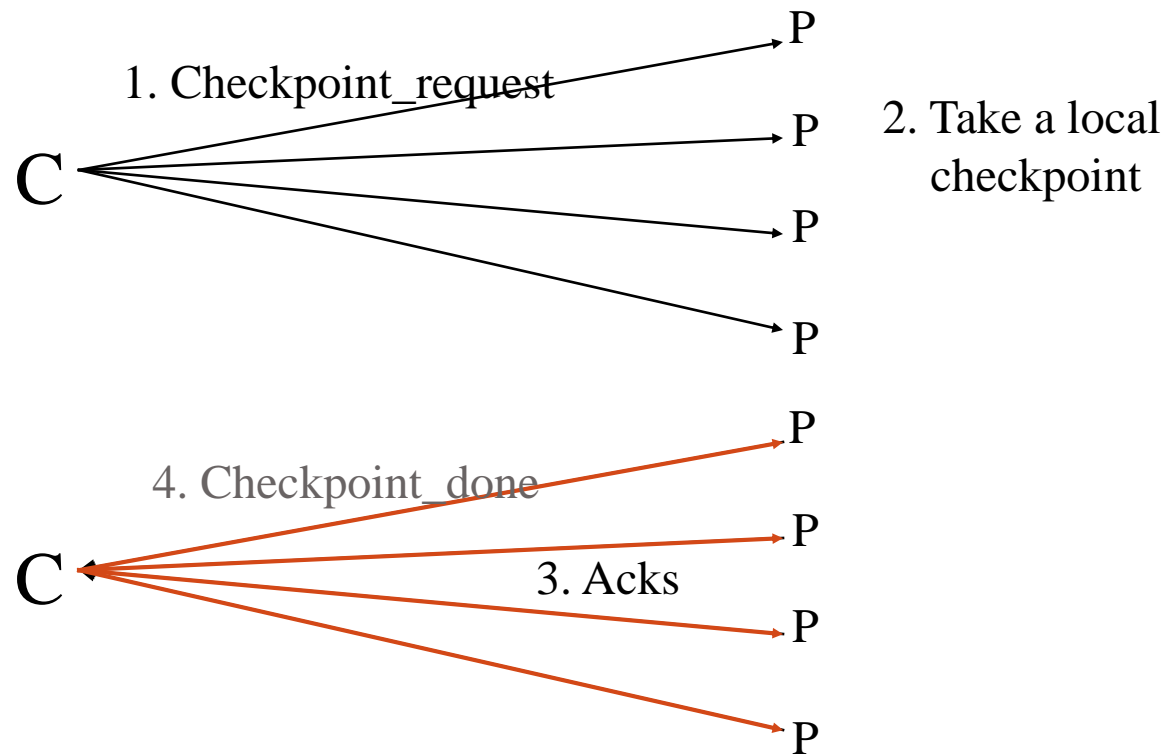 P
1. Checkpoint_request
P
2. Take a local
checkpoint
C
P
P
P
4. Checkpoint_done
P
C
3. Acks
P
P